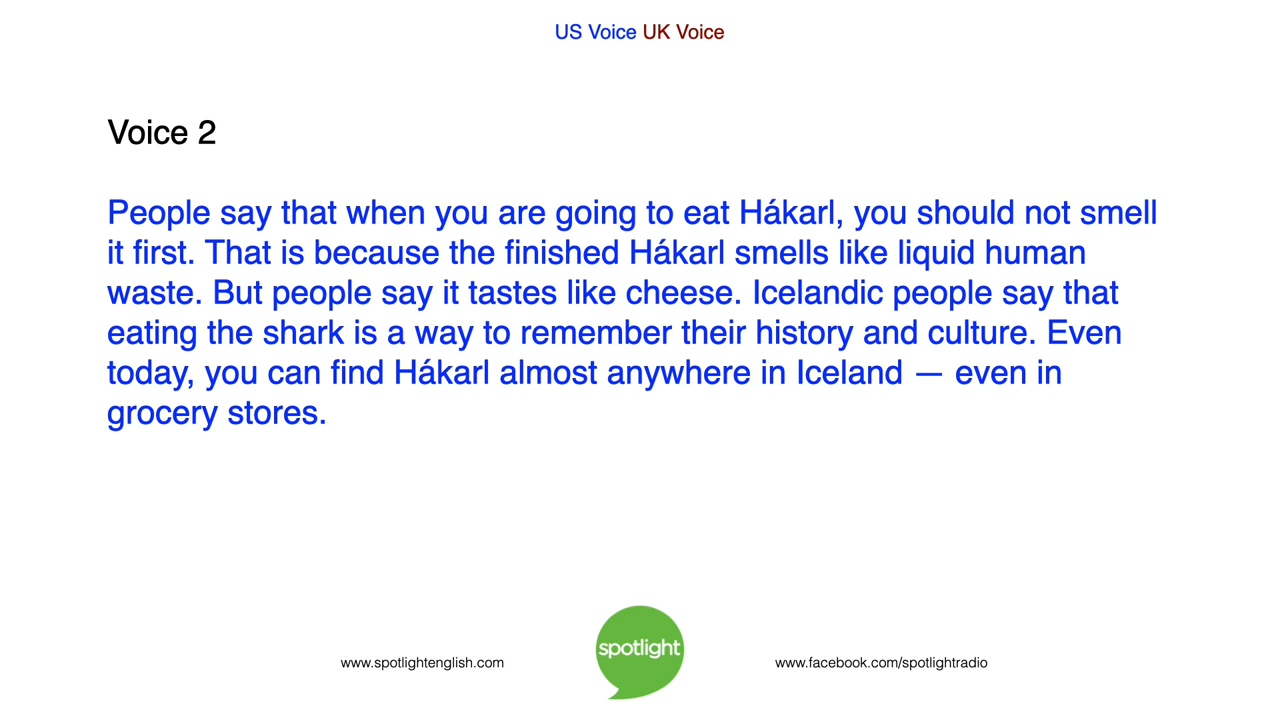 US Voice UK Voice
Voice 2
People say that when you are going to eat Hákarl, you should not smell
it first. That is because the finished Hákarl smells like liquid human
waste. But people say it tastes like cheese. Icelandic people say that
eating the shark is a way to remember their history and culture. Even
today, you can find Hákarl almost anywhere in Iceland — even in
grocery stores.
www.spotlightenglish.com
spotlight
www.facebook.com/spotlightradio